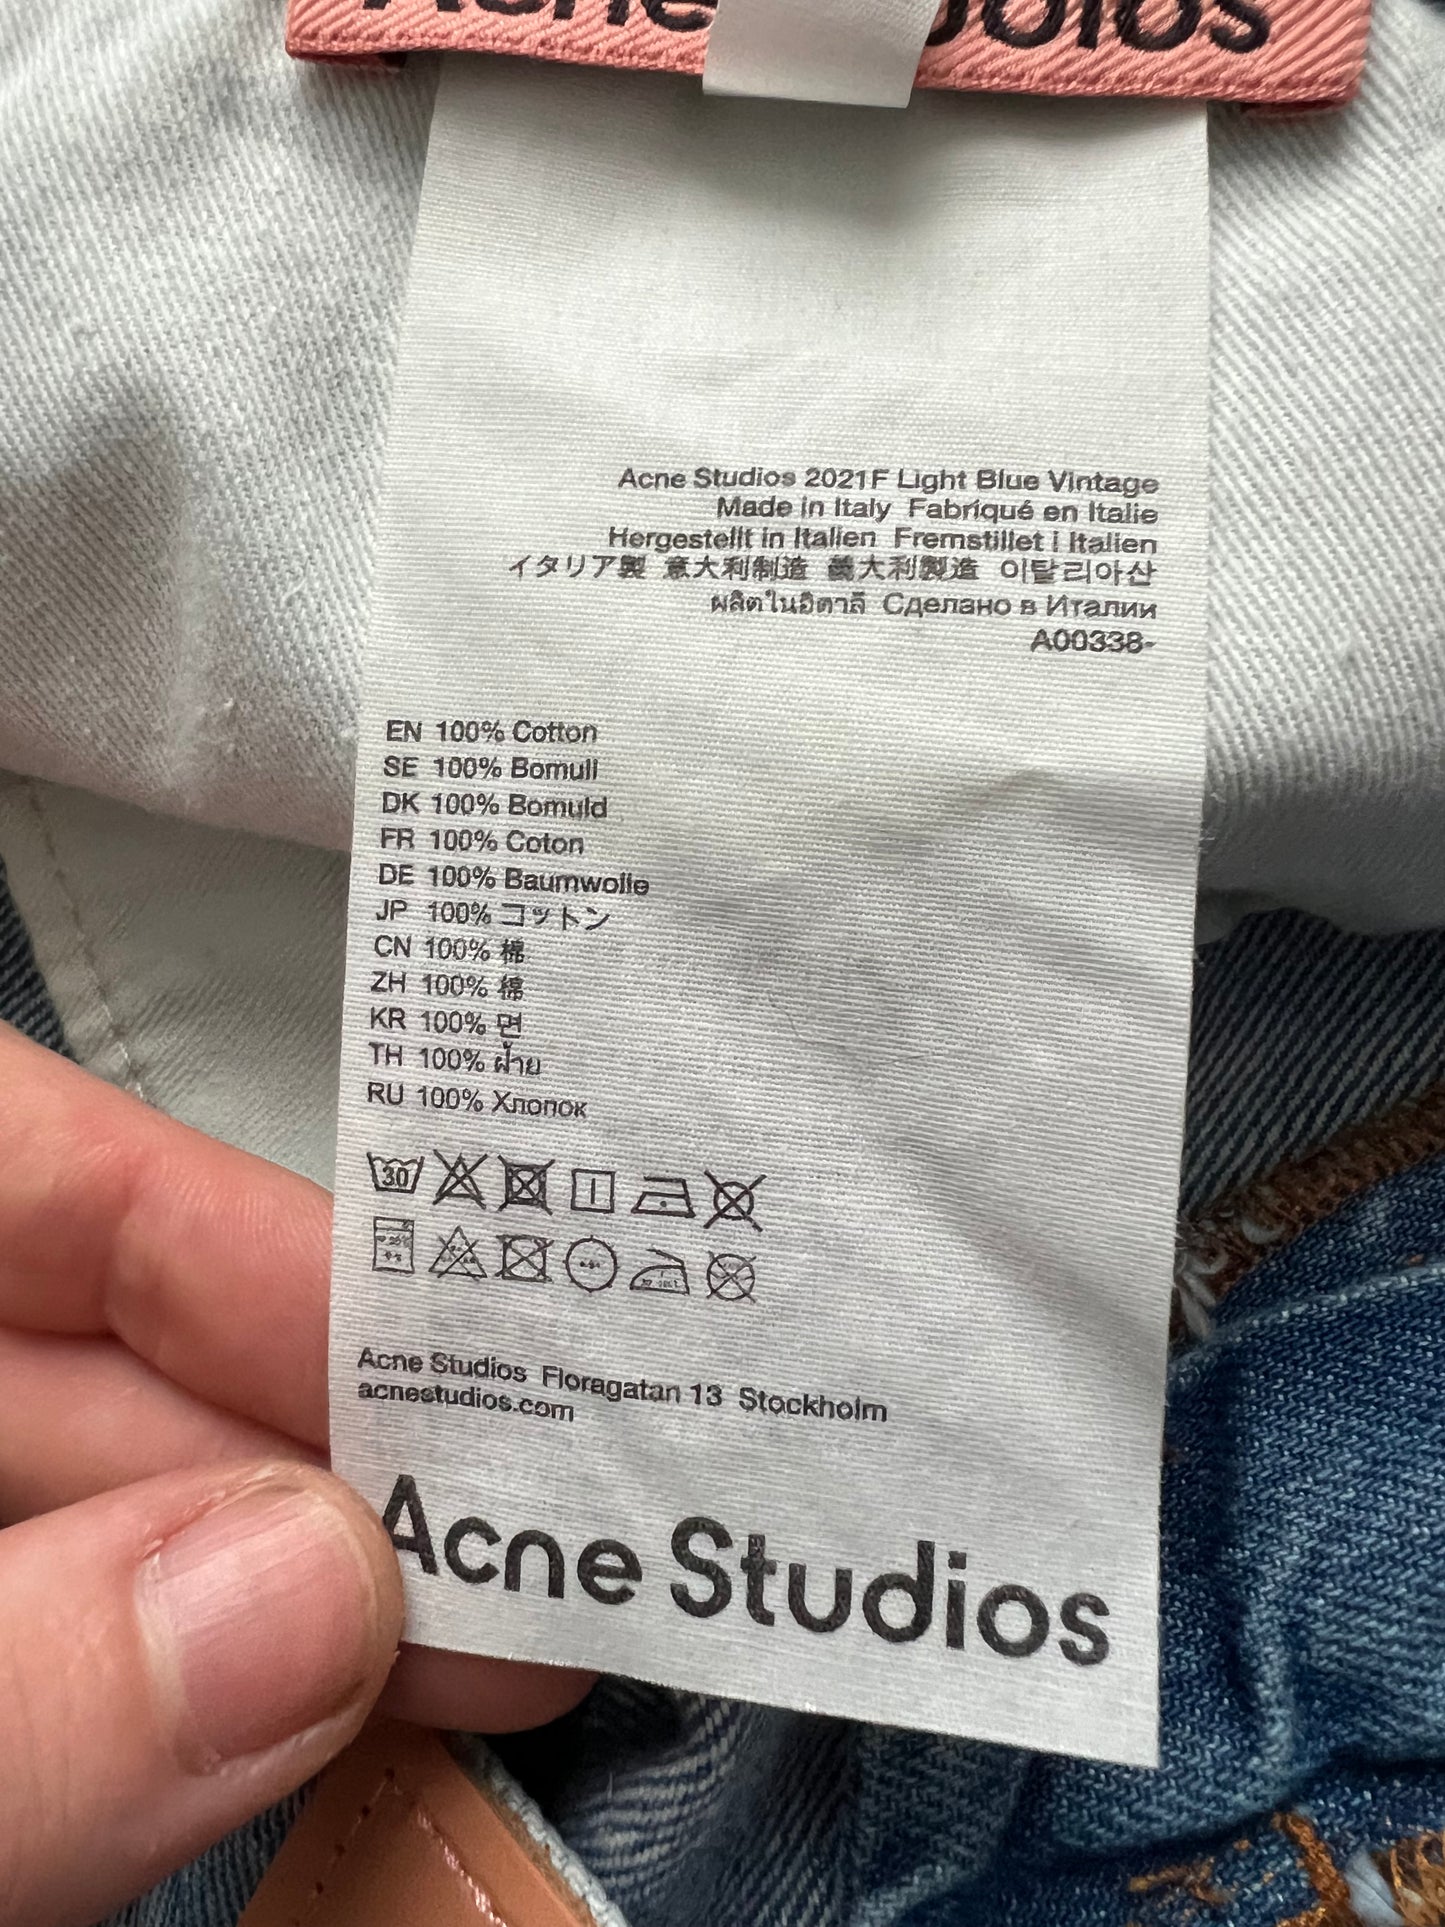 Acne Studios
Acne Studios 2021F Light Blue Vintage
Made in Italy Fabriqué en Italie
Hergestellt in Italien Fremstillet i Italien
イタリア製 意大利制造 義大利製造 이탈리아산
ผลิตในอิตาลี Сделано в Италии
A00338-
EN 100% Cotton
SE 100% Bomull
DK 100% Bomuld
FR 100% Coton
DE 100% Baumwolle
JP 100% コットン
CN 100% 棉
ZH 100% 綿
KR 100% 면
TH 100% ฝ้าย
RU 100% Хлопок
30
Acne Studios Floragatan 13 Stockholm
acnestudios.com
Acne Studios